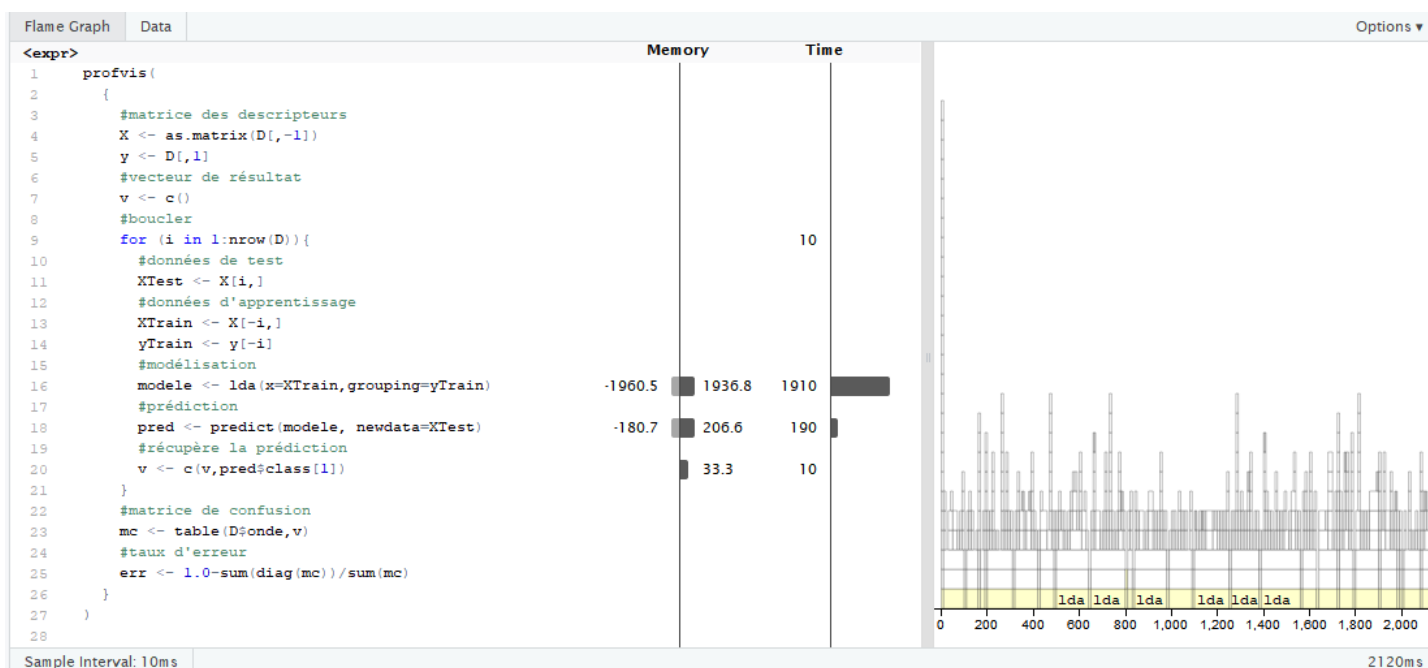 Flame Graph Data Options ▾
<expr> Memory Time
1 profvis(
2 {
3 #matrice des descripteurs
4 X <- as.matrix(D[,-1])
5 y <- D[,1]
6 #vecteur de résultat
7 v <- c()
8 #boucler
9 for (i in 1:nrow(D)){ 10
10 #données de test
11 XTest <- X[i,]
12 #données d'apprentissage
13 XTrain <- X[-i,]
14 yTrain <- y[-i]
15 #modélisation
16 modele <- lda(x=XTrain,grouping=yTrain) -1960.5 1936.8 1910
17 #prédiction
18 pred <- predict(modele, newdata=XTest) -180.7 206.6 190
19 #récupère la prédiction
20 v <- c(v,pred$class[1]) 33.3 10
21 }
22 #matrice de confusion
23 mc <- table(D$onde,v)
24 #taux d'erreur
25 err <- 1.0-sum(diag(mc))/sum(mc)
26 }
27 )
28
lda lda lda lda lda lda
0 200 400 600 800 1,000 1,200 1,400 1,600 1,800 2,000
Sample Interval: 10ms 2120ms